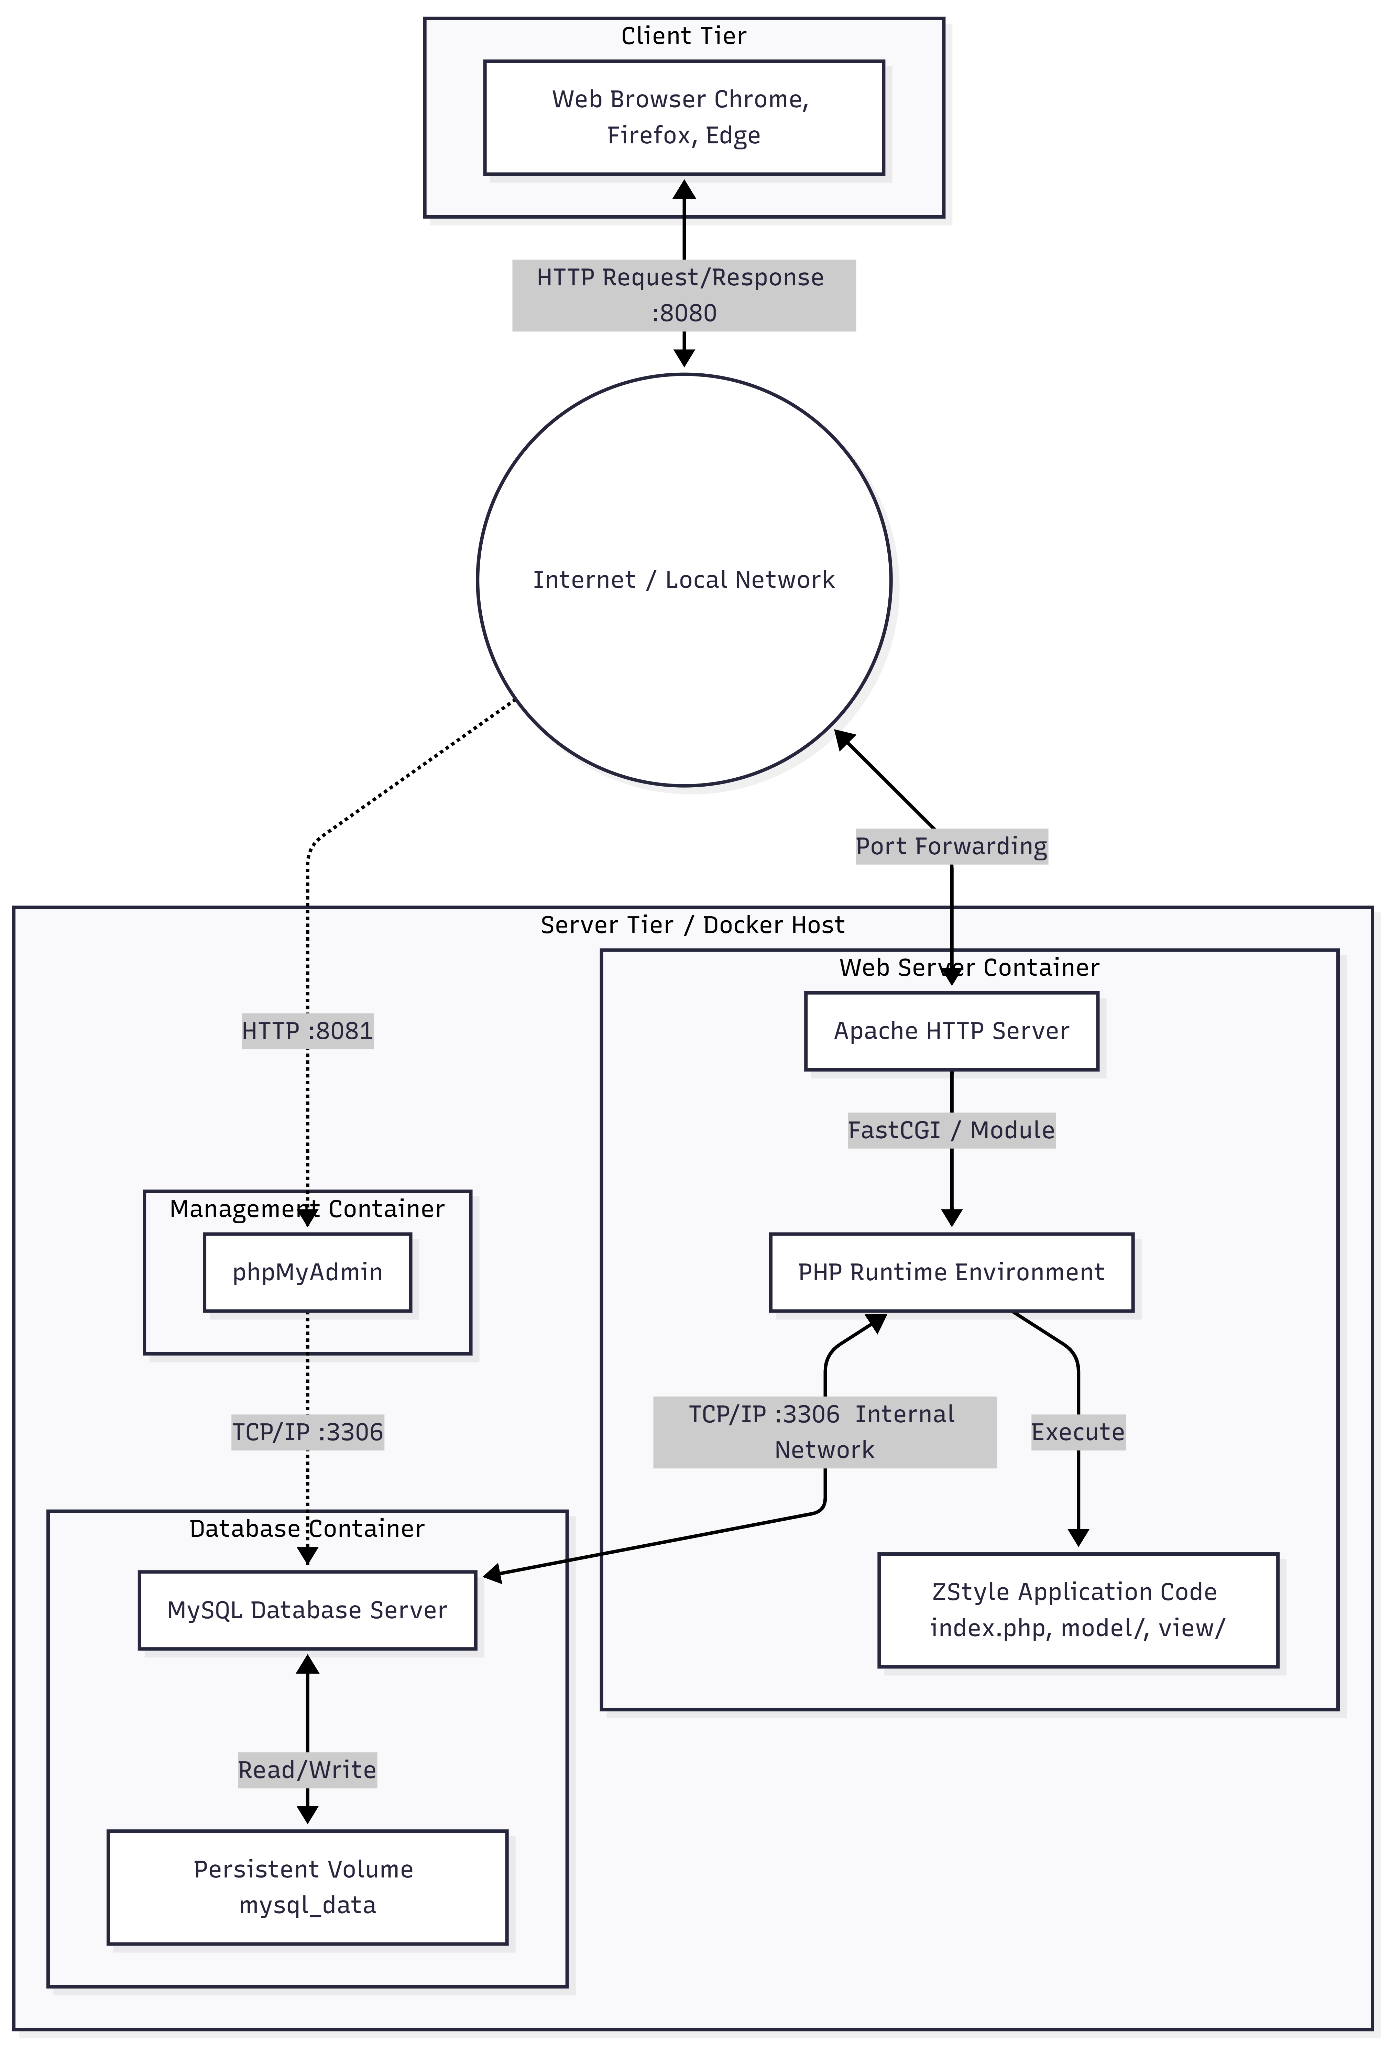 Client Tier
Web Browser Chrome,
Firefox, Edge
HTTP Request/Response
:8080
Internet / Local Network
Port Forwarding
Server Tier / Docker Host
Web Server Container
Apache HTTP Server
HTTP :8081
FastCGI / Module
Management Container
phpMyAdmin
PHP Runtime Environment
TCP/IP :3306
TCP/IP :3306 Internal
Network
Execute
Database Container
MySQL Database Server
ZStyle Application Code
index.php, model/, view/
Read/Write
Persistent Volume
mysql_data